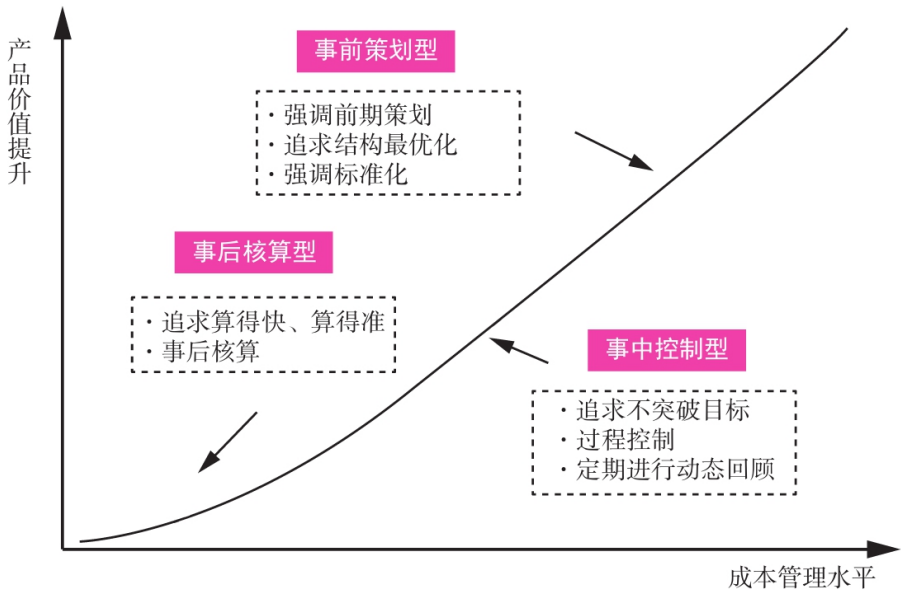 产品价值提升
事前策划型
·强调前期策划
·追求结构最优化
·强调标准化
事后核算型
·追求算得快、算得准
·事后核算
事中控制型
·追求不突破目标
·过程控制
·定期进行动态回顾
成本管理水平